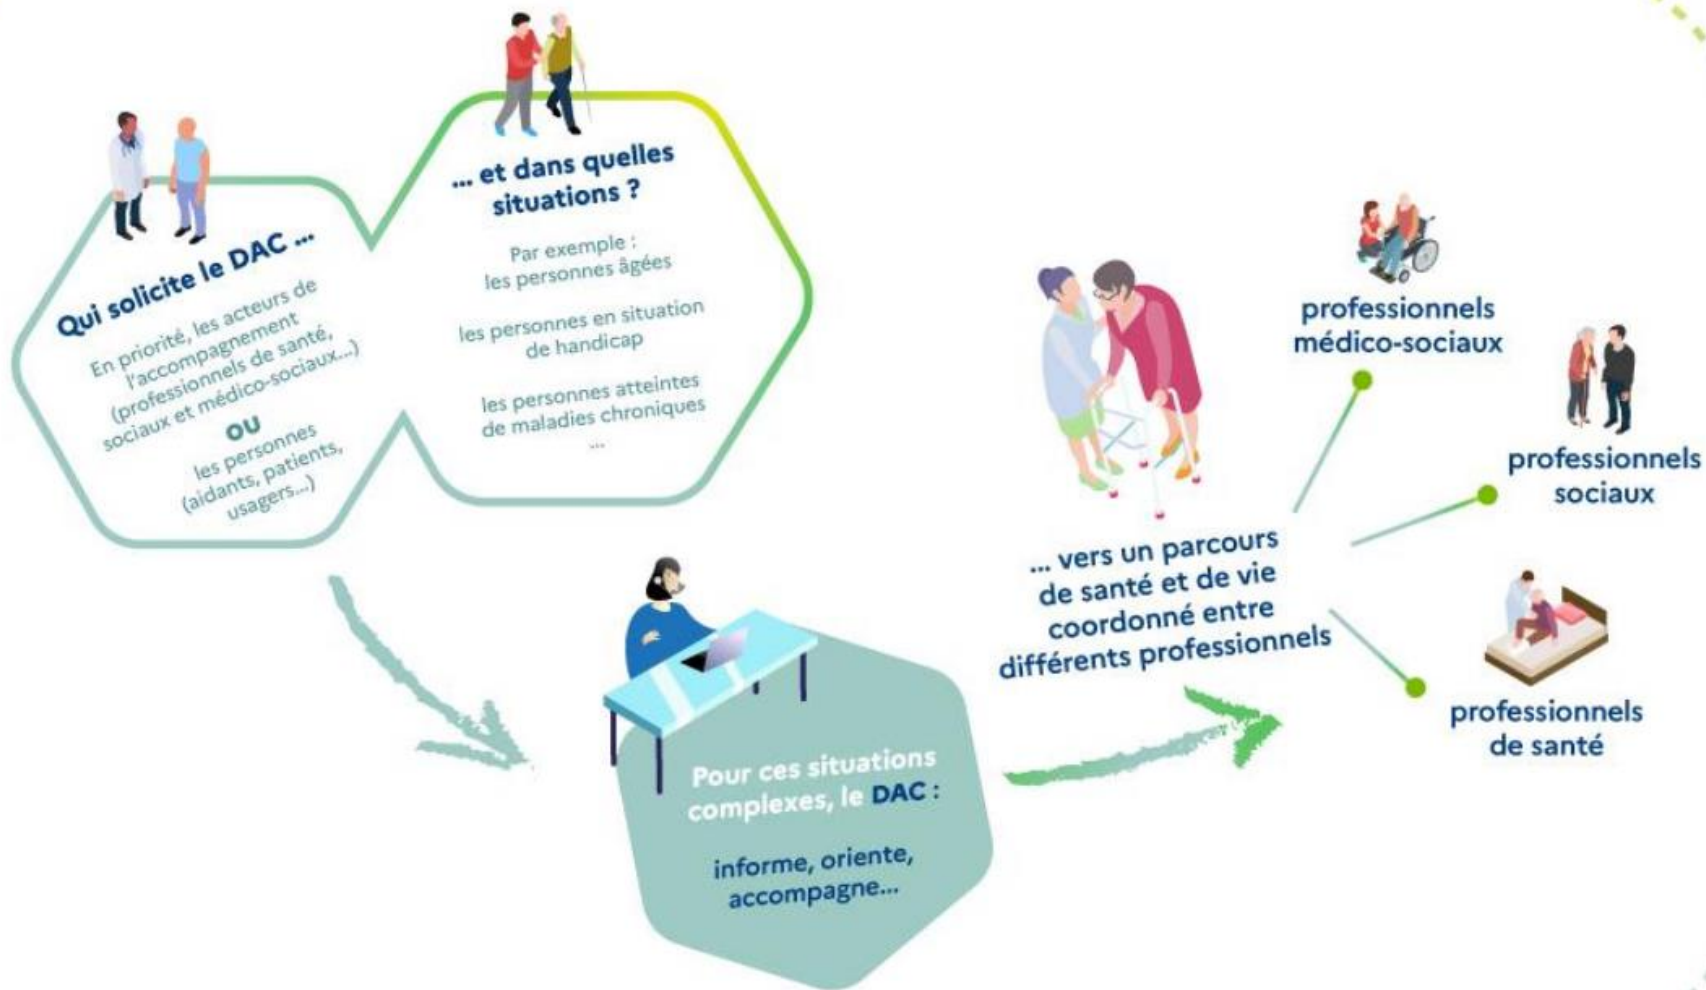 Qui solicite le DAC ...
En priorité, les acteurs de
l'accompagnement
(professionnels de santé,
sociaux et médico-sociaux...)
OU
les personnes
(aidants, patients,
usagers...)
... et dans quelles
situations ?
Par exemple :
les personnes âgées
les personnes en situation
de handicap
les personnes atteintes
de maladies chroniques
...
Pour ces situations
complexes, le DAC :
informe, oriente,
accompagne...
... vers un parcours
de santé et de vie
coordonné entre
différents professionnels
professionnels
médico-sociaux
professionnels
sociaux
professionnels
de santé